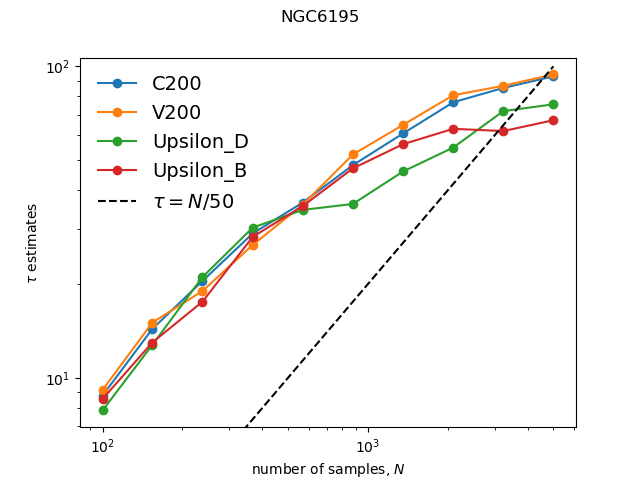 NGC6195
10²
C200
V200
Upsilon_D
Upsilon_B
τ = N/50
τ estimates
10¹
10² 10³
number of samples, N